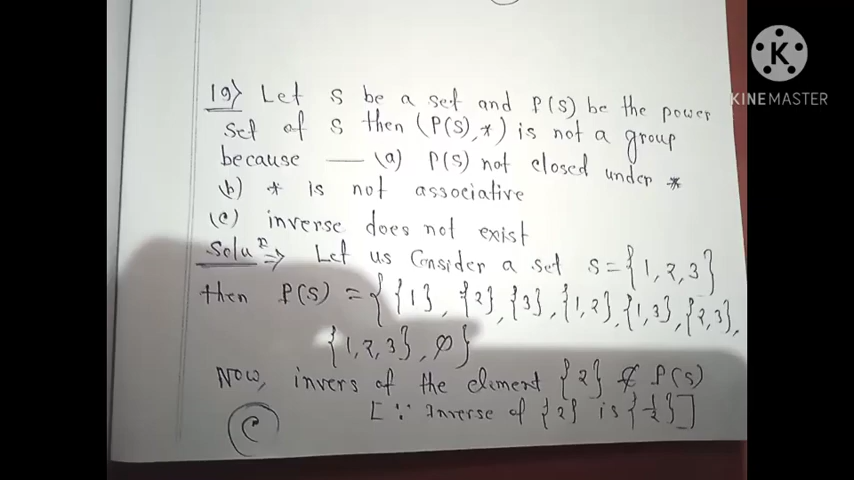 K
KINEMASTER
19) Let S be a set and P(S) be the power
set of S then (P(S), *) is not a group
because — (a) P(S) not closed under *
(b) * is not associative
(c) inverse does not exist
Solun ⇒ Let us Consider a set S = {1, 2, 3}
then P(S) = { {1}, {2}, {3}, {1, 2}, {1, 3}, {2, 3},
{1, 2, 3}, φ}
Now, invers of the element {2} ∉ P(S)
[∵ Inverse of {2} is {1/2}]
(C)